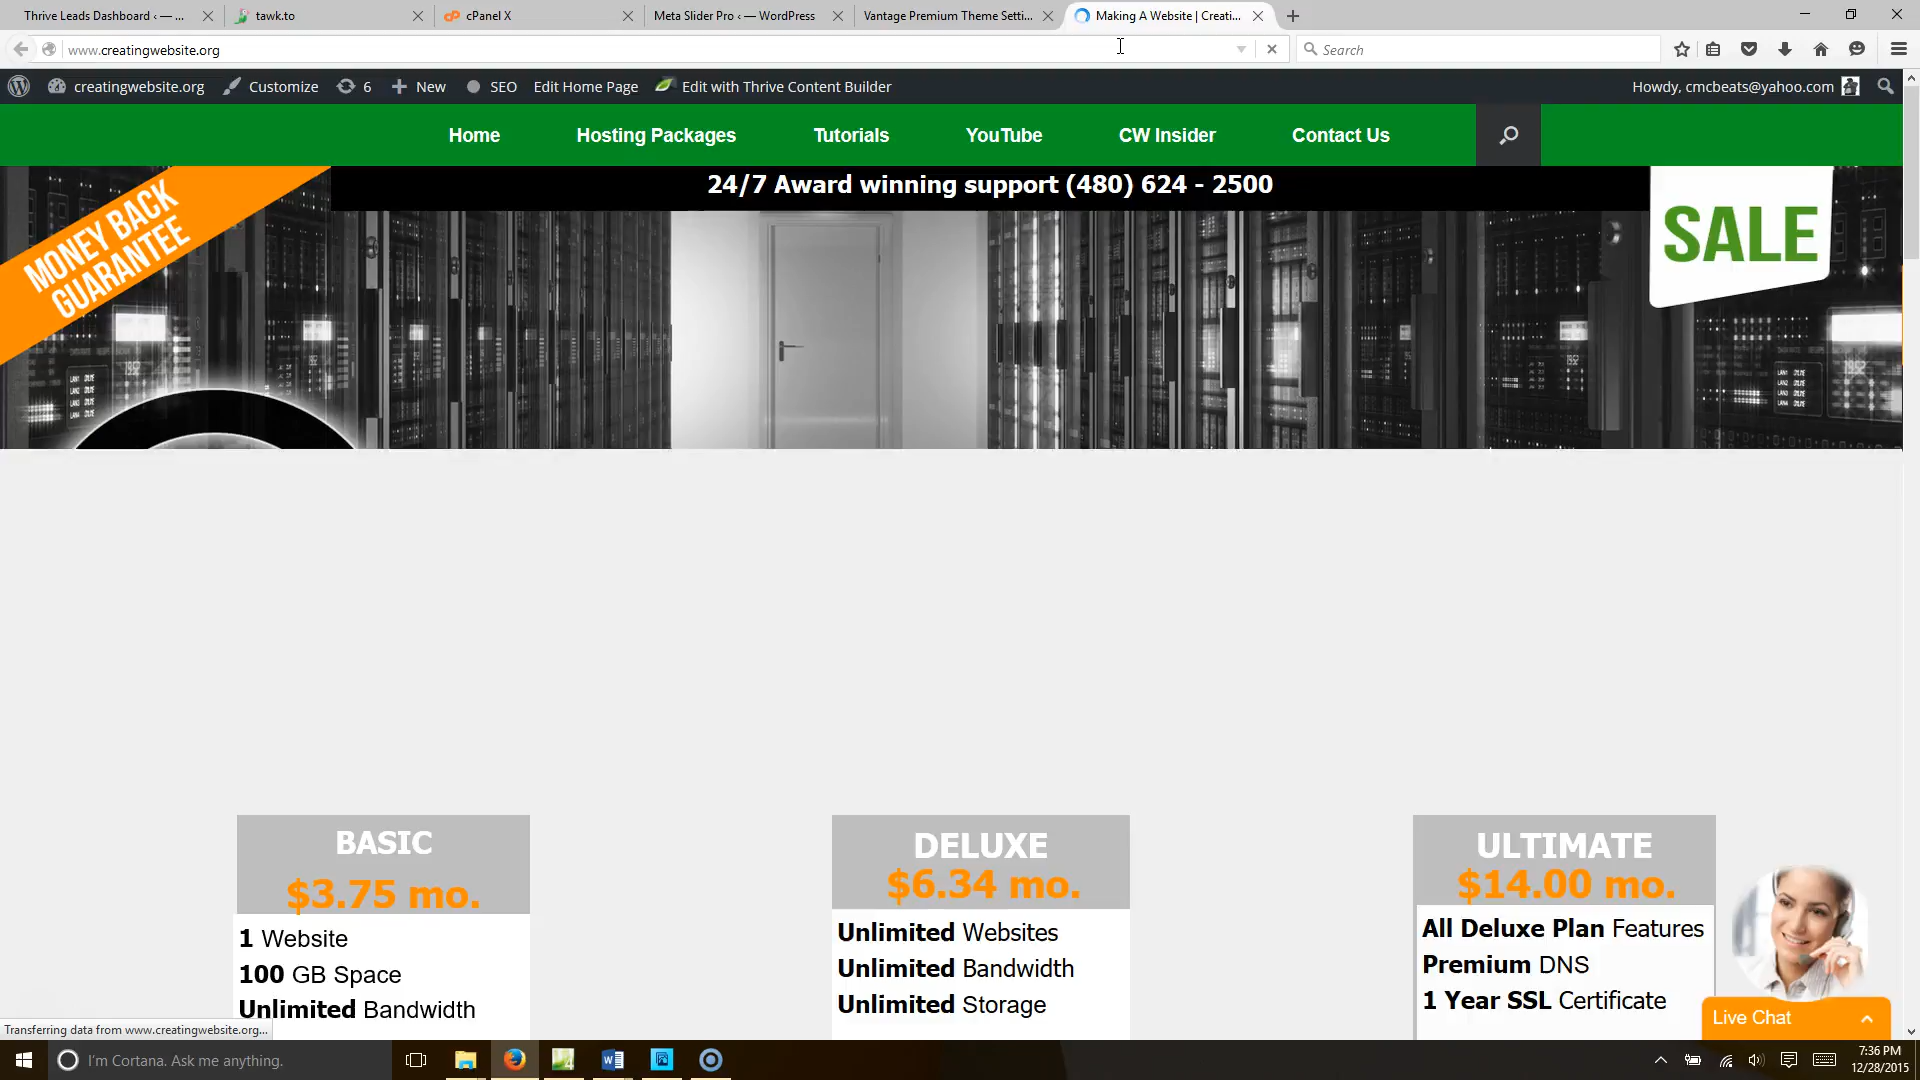 Thrive Leads Dashboard ‹ — ...
tawk.to
cPanel X
Meta Slider Pro ‹ — WordPress
Vantage Premium Theme Setti...
Making A Website | Creati...
www.creatingwebsite.org
Search
creatingwebsite.org
Customize
6
New
SEO
Edit Home Page
Edit with Thrive Content Builder
Howdy, cmcbeats@yahoo.com
Home
Hosting Packages
Tutorials
YouTube
CW Insider
Contact Us
24/7 Award winning support (480) 624 - 2500
MONEY BACK
GUARANTEE
SALE
BASIC
$3.75 mo.
1 Website
100 GB Space
Unlimited Bandwidth
DELUXE
$6.34 mo.
Unlimited Websites
Unlimited Bandwidth
Unlimited Storage
ULTIMATE
$14.00 mo.
All Deluxe Plan Features
Premium DNS
1 Year SSL Certificate
Live Chat
Transferring data from www.creatingwebsite.org...
I'm Cortana. Ask me anything.
7:36 PM
12/28/2015